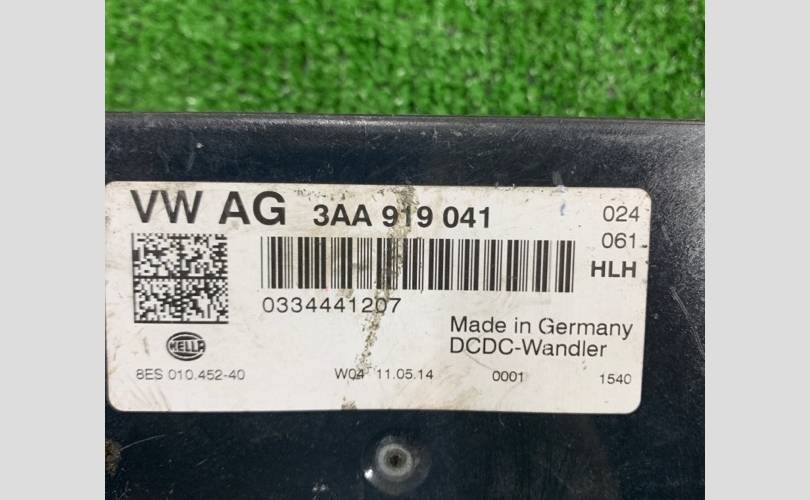 VW AG 3AA 919 041 024
061
HLH
0334441207
Made in Germany
DCDC-Wandler
HELLA
8ES 010.452-40 W04 11.05.14 0001 1540